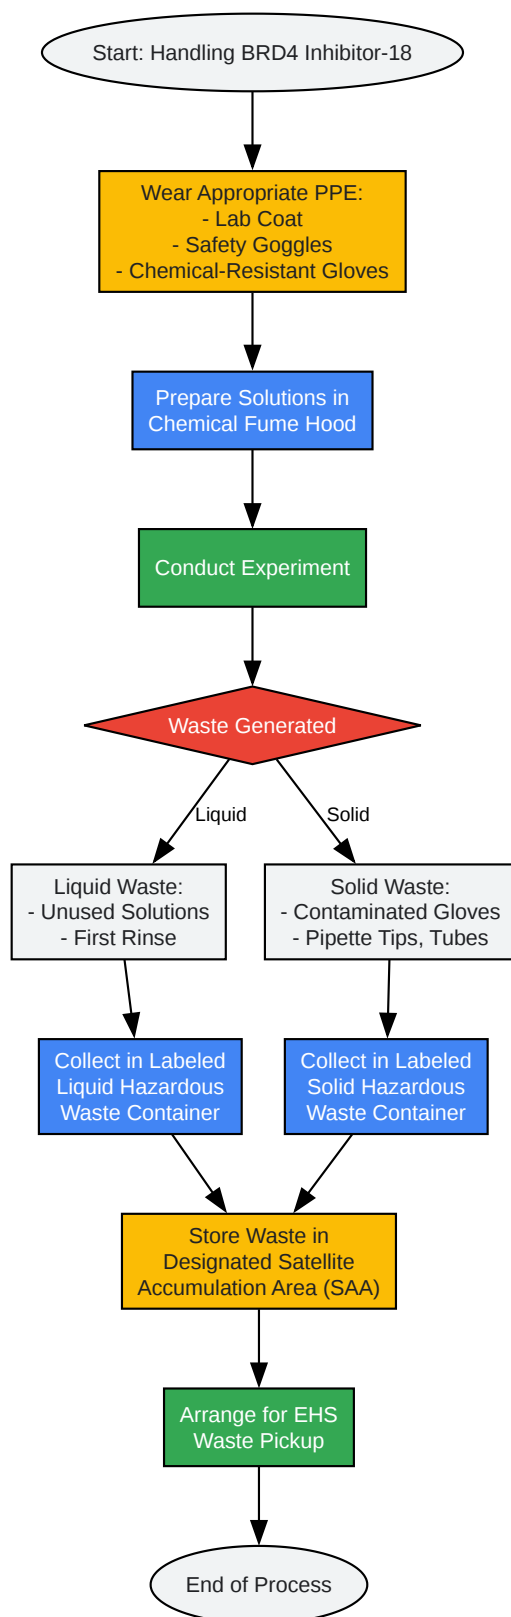 Start: Handling BRD4 Inhibitor-18
Wear Appropriate PPE:
- Lab Coat
- Safety Goggles
- Chemical-Resistant Gloves
Prepare Solutions in
Chemical Fume Hood
Conduct Experiment
Waste Generated
Liquid
Solid
Liquid Waste:
- Unused Solutions
- First Rinse
Solid Waste:
- Contaminated Gloves
- Pipette Tips, Tubes
Collect in Labeled
Liquid Hazardous
Waste Container
Collect in Labeled
Solid Hazardous
Waste Container
Store Waste in
Designated Satellite
Accumulation Area (SAA)
Arrange for EHS
Waste Pickup
End of Process